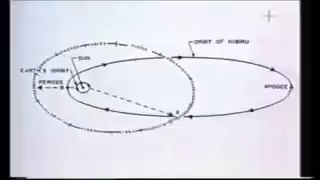 ORBIT OF NIBIRU
SUN
EARTH'S ORBIT
PERIGEE
APOGEE